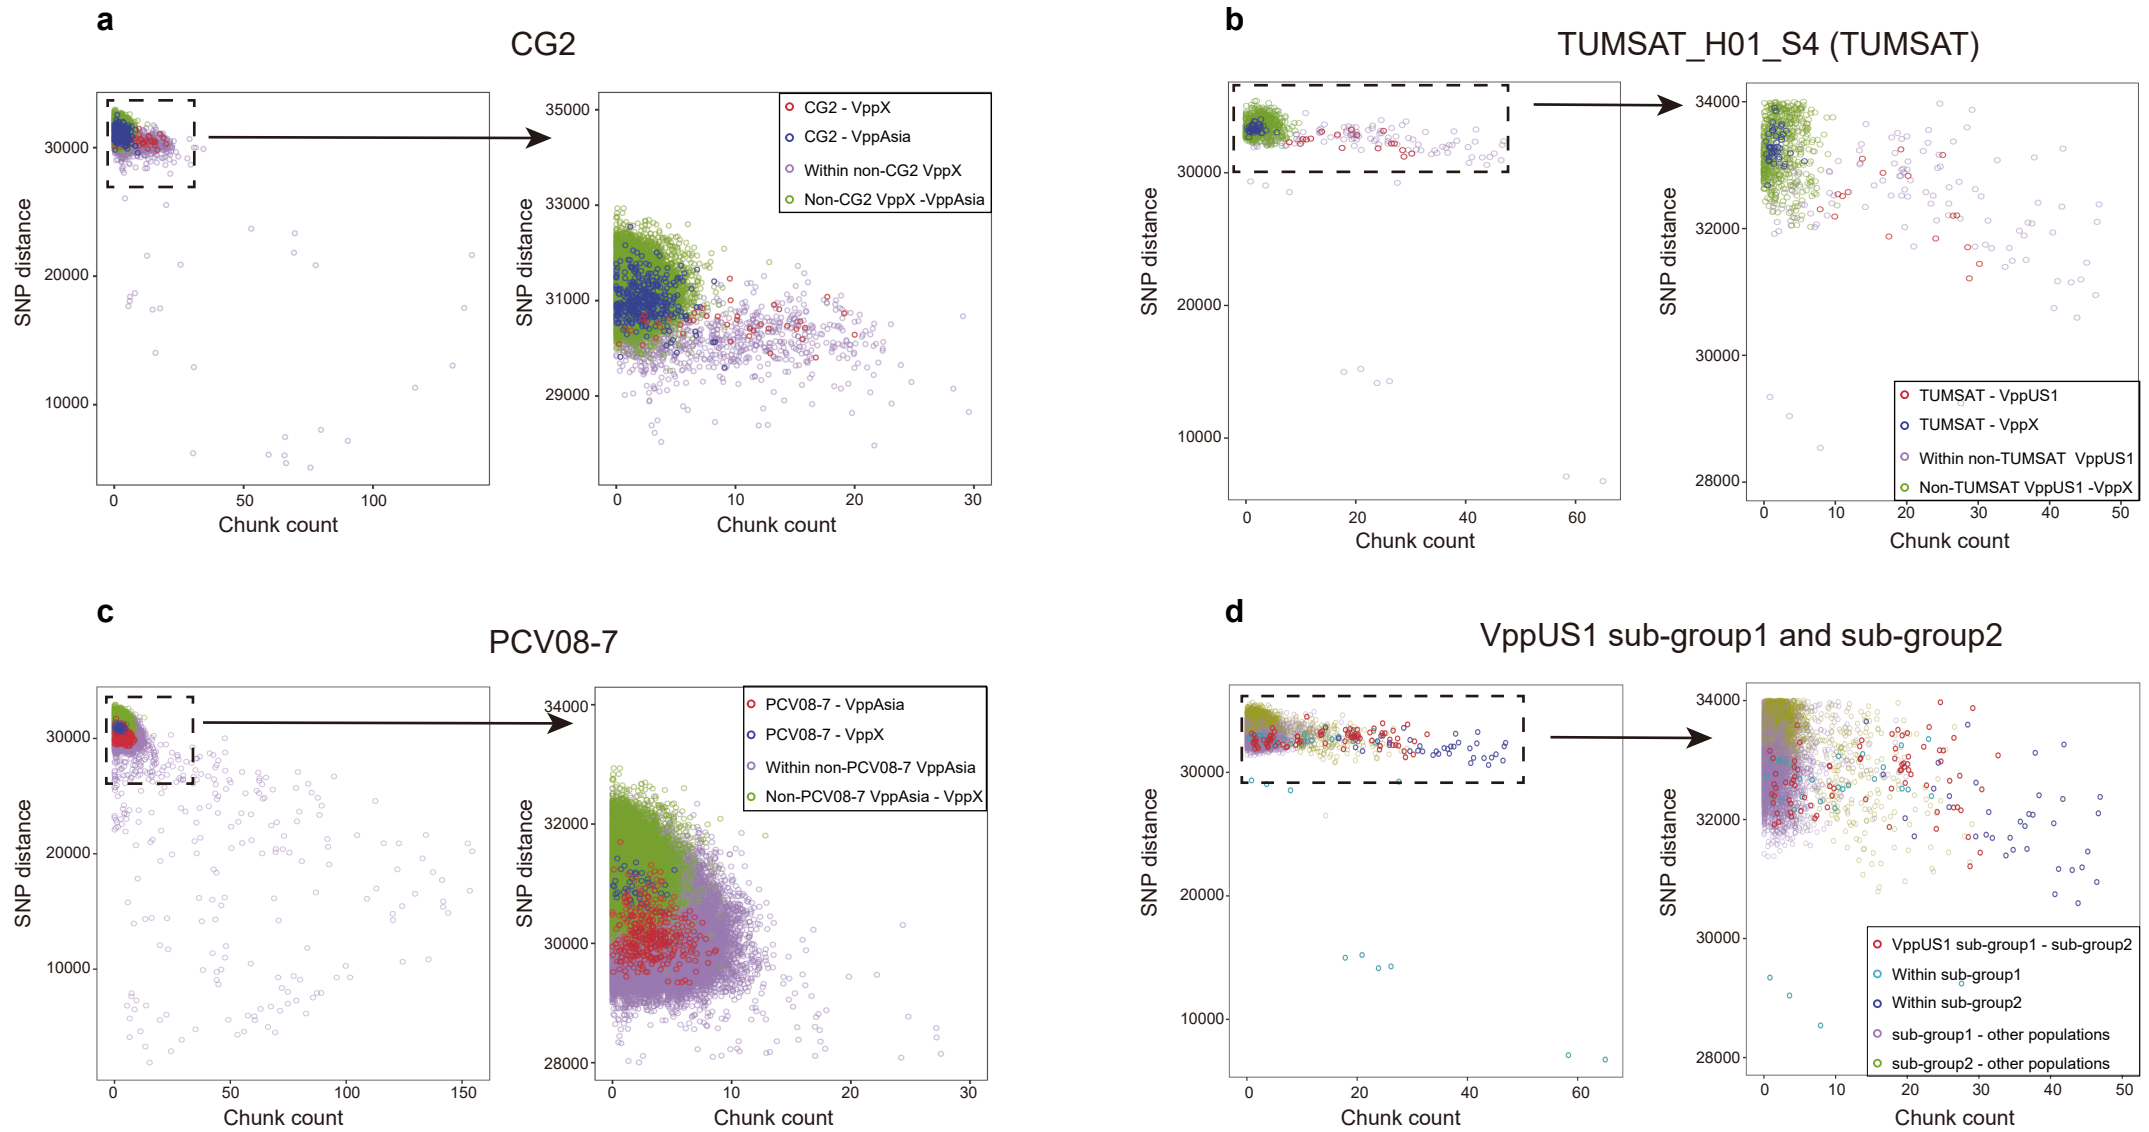 a
CG2
SNP distance
30000
20000
10000
0
50
100
Chunk count
SNP distance
35000
33000
31000
29000
0
10
20
30
Chunk count
CG2 - VppX
CG2 - VppAsia
Within non-CG2 VppX
Non-CG2 VppX -VppAsia
b
TUMSAT_H01_S4 (TUMSAT)
SNP distance
30000
20000
10000
0
20
40
60
Chunk count
SNP distance
34000
32000
30000
28000
0
10
20
30
40
50
Chunk count
TUMSAT - VppUS1
TUMSAT - VppX
Within non-TUMSAT VppUS1
Non-TUMSAT VppUS1 -VppX
c
PCV08-7
SNP distance
30000
20000
10000
0
50
100
150
Chunk count
SNP distance
34000
32000
30000
28000
0
10
20
30
Chunk count
PCV08-7 - VppAsia
PCV08-7 - VppX
Within non-PCV08-7 VppAsia
Non-PCV08-7 VppAsia - VppX
d
VppUS1 sub-group1 and sub-group2
SNP distance
30000
20000
10000
0
20
40
60
Chunk count
SNP distance
34000
32000
30000
28000
0
10
20
30
40
50
Chunk count
VppUS1 sub-group1 - sub-group2
Within sub-group1
Within sub-group2
sub-group1 - other populations
sub-group2 - other populations